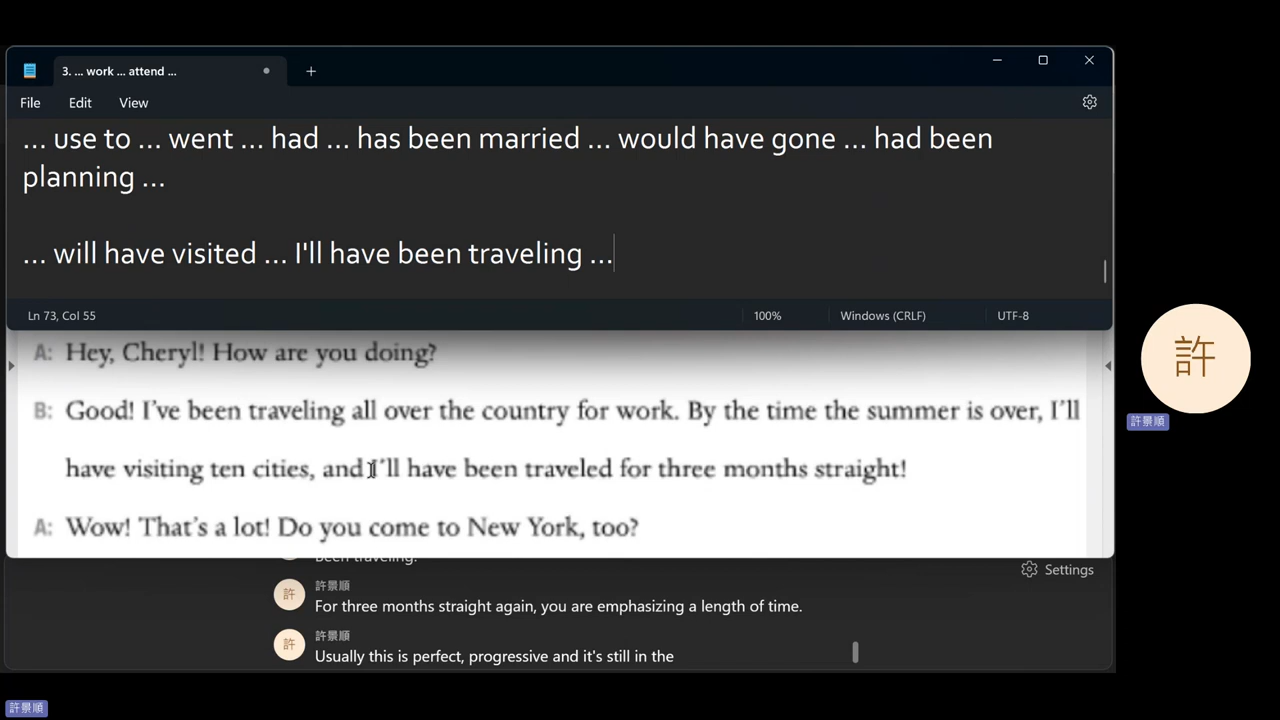 3. ... work ... attend ...
File Edit View
... use to ... went ... had ... has been married ... would have gone ... had been
planning ...
... will have visited ... I'll have been traveling ...
Ln 73, Col 55 100% Windows (CRLF) UTF-8
A: Hey, Cheryl! How are you doing?
B: Good! I've been traveling all over the country for work. By the time the summer is over, I'll
have visiting ten cities, and I'll have been traveled for three months straight!
A: Wow! That's a lot! Do you come to New York, too?
許
許景順
Been traveling.
Settings
許
許景順
For three months straight again, you are emphasizing a length of time.
許
許景順
Usually this is perfect, progressive and it's still in the
許景順